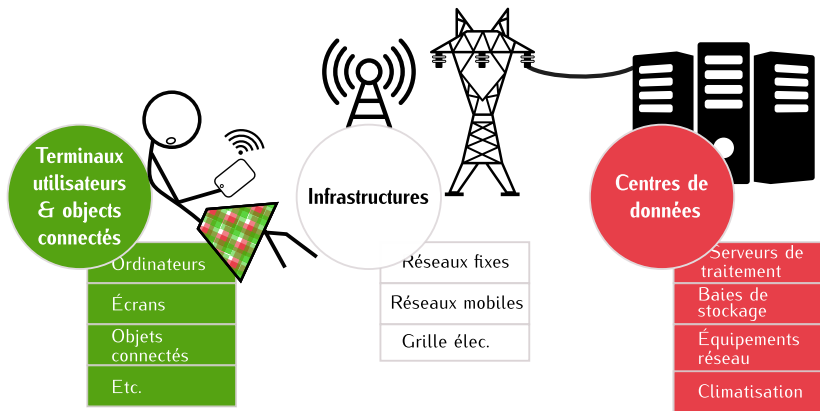 Terminaux
utilisateurs
& objects
connectés
Ordinateurs
Écrans
Objets
connectés
Etc.
Infrastructures
Réseaux fixes
Réseaux mobiles
Grille élec.
Centres de
données
Serveurs de
traitement
Baies de
stockage
Équipements
réseau
Climatisation